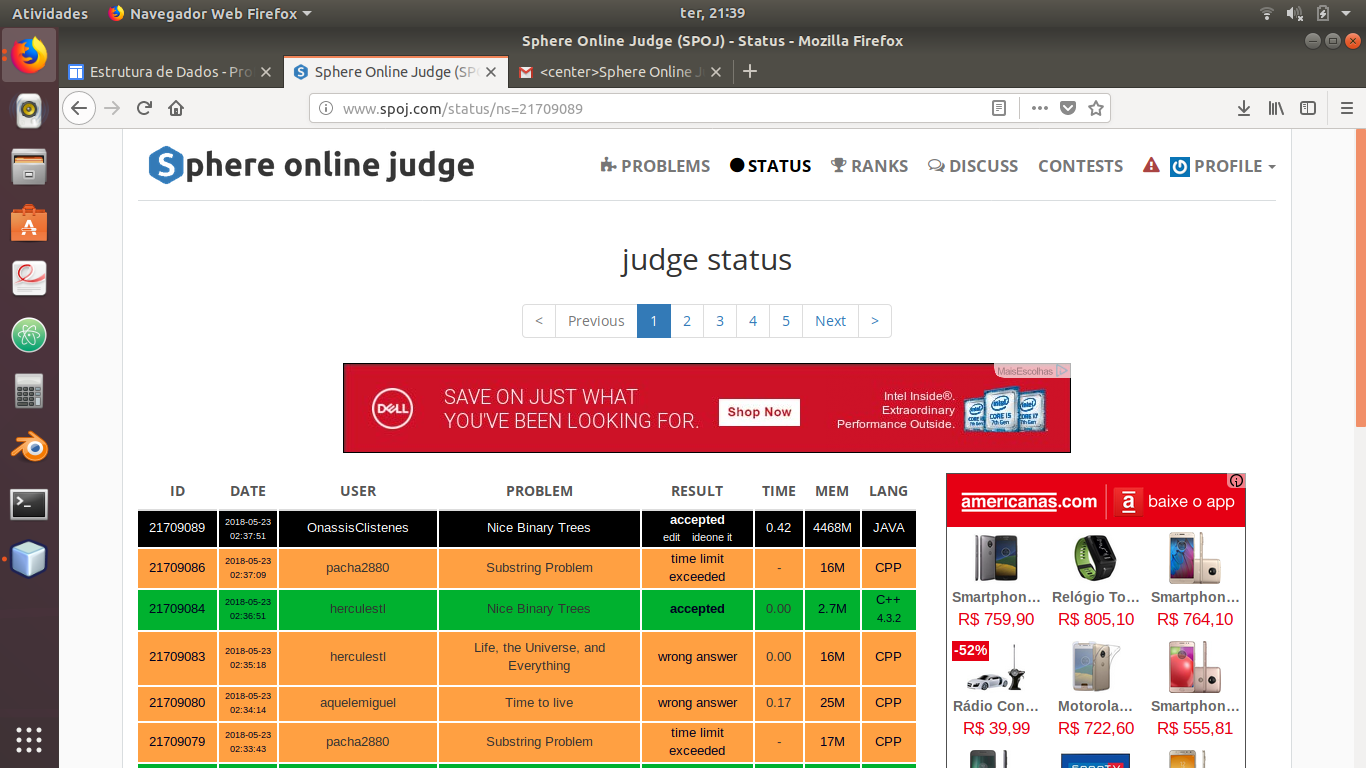 Atividades
Navegador Web Firefox
ter, 21:39
Sphere Online Judge (SPOJ) - Status - Mozilla Firefox
Estrutura de Dados - Pro
Sphere Online Judge (SPO
<center>Sphere Online J
www.spoj.com/status/ns=21709089
Sphere online judge
PROBLEMS STATUS RANKS DISCUSS CONTESTS PROFILE
judge status
< Previous 1 2 3 4 5 Next >
MaisEscolhas
DELL
SAVE ON JUST WHAT
YOU'VE BEEN LOOKING FOR.
Shop Now
Intel Inside®.
Extraordinary
Performance Outside.
ID DATE USER PROBLEM RESULT TIME MEM LANG
21709089 2018-05-23 02:37:51 OnassisClistenes Nice Binary Trees accepted edit ideone it 0.42 4468M JAVA
21709086 2018-05-23 02:37:09 pacha2880 Substring Problem time limit exceeded - 16M CPP
21709084 2018-05-23 02:36:51 herculestl Nice Binary Trees accepted 0.00 2.7M C++ 4.3.2
21709083 2018-05-23 02:35:18 herculestl Life, the Universe, and Everything wrong answer 0.00 16M CPP
21709080 2018-05-23 02:34:14 aquelemiguel Time to live wrong answer 0.17 25M CPP
21709079 2018-05-23 02:33:43 pacha2880 Substring Problem time limit exceeded - 17M CPP
americanas.com
a baixe o app
Smartphon... Relógio To... Smartphon...
R$ 759,90 R$ 805,10 R$ 764,10
-52%
Rádio Con... Motorola... Smartphon...
R$ 39,99 R$ 722,60 R$ 555,81